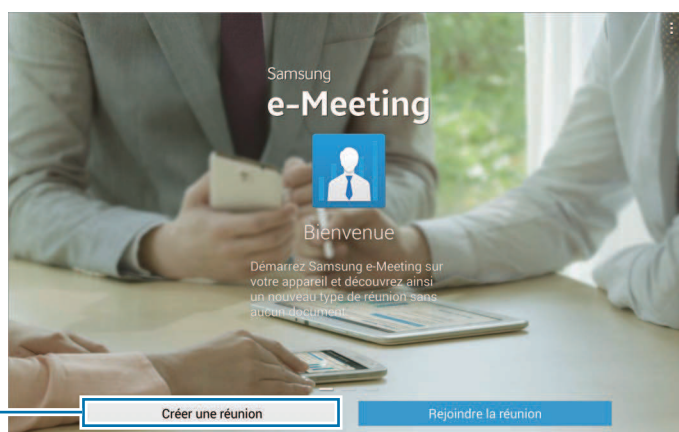 Samsung
e-Meeting
Bienvenue
Démarrez Samsung e-Meeting sur
votre appareil et découvrez ainsi
un nouveau type de réunion sans
aucun document.
Créer une réunion
Rejoindre la réunion